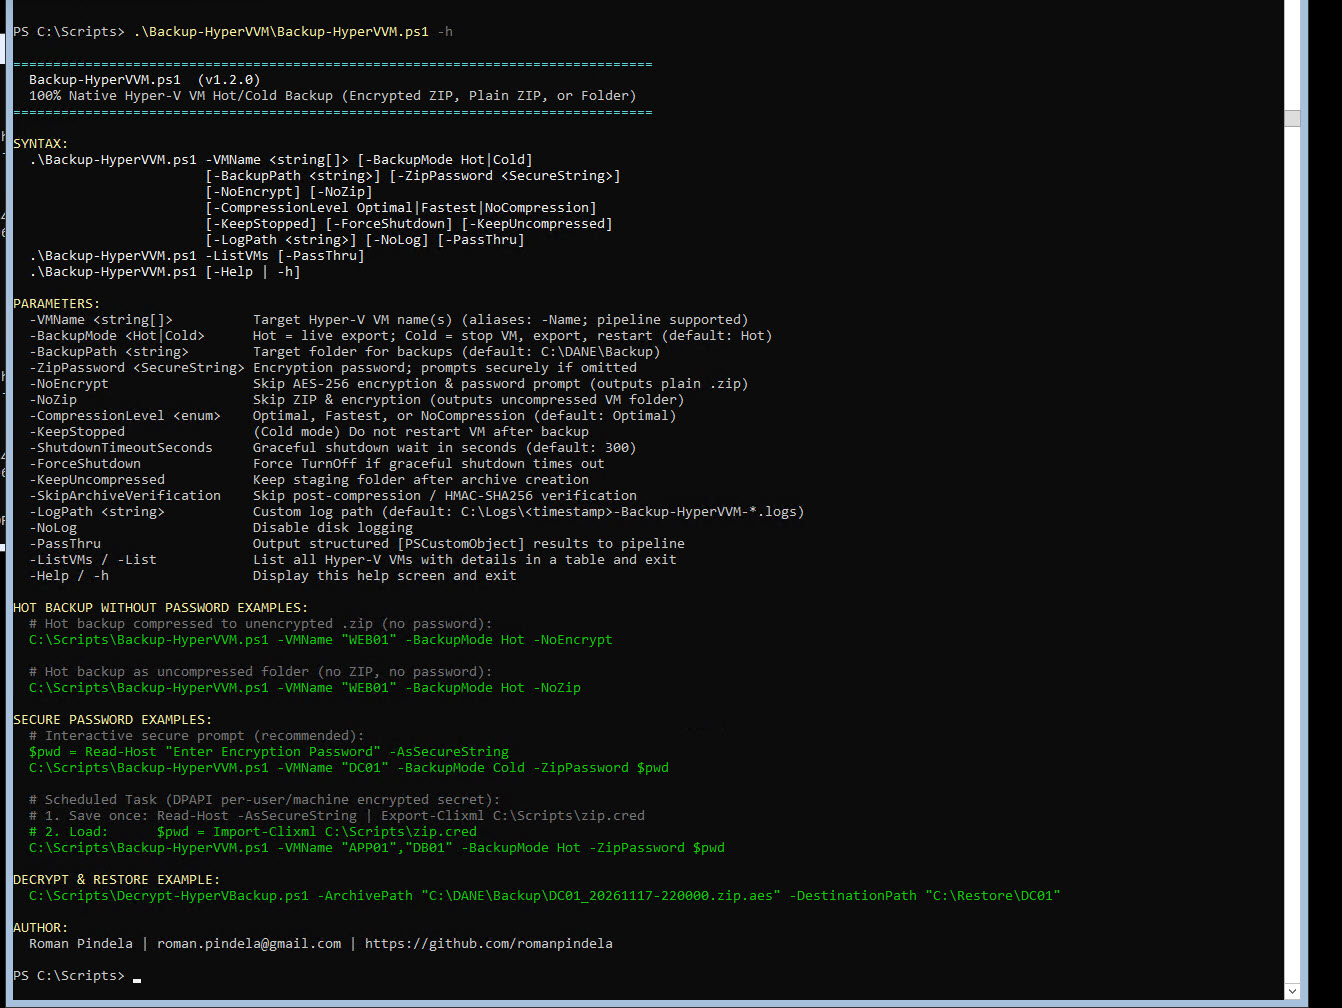 PS C:\Scripts> .\Backup-HyperVVM\Backup-HyperVVM.ps1 -h
================================================================================
Backup-HyperVVM.ps1  (v1.2.0)
100% Native Hyper-V VM Hot/Cold Backup (Encrypted ZIP, Plain ZIP, or Folder)
================================================================================
SYNTAX:
.\Backup-HyperVVM.ps1 -VMName <string[]> [-BackupMode Hot|Cold]
[-BackupPath <string>] [-ZipPassword <SecureString>]
[-NoEncrypt] [-NoZip]
[-CompressionLevel Optimal|Fastest|NoCompression]
[-KeepStopped] [-ForceShutdown] [-KeepUncompressed]
[-LogPath <string>] [-NoLog] [-PassThru]
.\Backup-HyperVVM.ps1 -ListVMs [-PassThru]
.\Backup-HyperVVM.ps1 [-Help | -h]
PARAMETERS:
-VMName <string[]>          Target Hyper-V VM name(s) (aliases: -Name; pipeline supported)
-BackupMode <Hot|Cold>      Hot = live export; Cold = stop VM, export, restart (default: Hot)
-BackupPath <string>        Target folder for backups (default: C:\DANE\Backup)
-ZipPassword <SecureString> Encryption password; prompts securely if omitted
-NoEncrypt                  Skip AES-256 encryption & password prompt (outputs plain .zip)
-NoZip                      Skip ZIP & encryption (outputs uncompressed VM folder)
-CompressionLevel <enum>    Optimal, Fastest, or NoCompression (default: Optimal)
-KeepStopped                (Cold mode) Do not restart VM after backup
-ShutdownTimeoutSeconds     Graceful shutdown wait in seconds (default: 300)
-ForceShutdown              Force TurnOff if graceful shutdown times out
-KeepUncompressed           Keep staging folder after archive creation
-SkipArchiveVerification    Skip post-compression / HMAC-SHA256 verification
-LogPath <string>           Custom log path (default: C:\Logs\<timestamp>-Backup-HyperVVM-*.logs)
-NoLog                      Disable disk logging
-PassThru                   Output structured [PSCustomObject] results to pipeline
-ListVMs / -List            List all Hyper-V VMs with details in a table and exit
-Help / -h                  Display this help screen and exit
HOT BACKUP WITHOUT PASSWORD EXAMPLES:
# Hot backup compressed to unencrypted .zip (no password):
C:\Scripts\Backup-HyperVVM.ps1 -VMName "WEB01" -BackupMode Hot -NoEncrypt
# Hot backup as uncompressed folder (no ZIP, no password):
C:\Scripts\Backup-HyperVVM.ps1 -VMName "WEB01" -BackupMode Hot -NoZip
SECURE PASSWORD EXAMPLES:
# Interactive secure prompt (recommended):
$pwd = Read-Host "Enter Encryption Password" -AsSecureString
C:\Scripts\Backup-HyperVVM.ps1 -VMName "DC01" -BackupMode Cold -ZipPassword $pwd
# Scheduled Task (DPAPI per-user/machine encrypted secret):
# 1. Save once: Read-Host -AsSecureString | Export-Clixml C:\Scripts\zip.cred
# 2. Load:      $pwd = Import-Clixml C:\Scripts\zip.cred
C:\Scripts\Backup-HyperVVM.ps1 -VMName "APP01","DB01" -BackupMode Hot -ZipPassword $pwd
DECRYPT & RESTORE EXAMPLE:
C:\Scripts\Decrypt-HyperVBackup.ps1 -ArchivePath "C:\DANE\Backup\DC01_20261117-220000.zip.aes" -DestinationPath "C:\Restore\DC01"
AUTHOR:
Roman Pindela | roman.pindela@gmail.com | https://github.com/romanpindela
PS C:\Scripts>